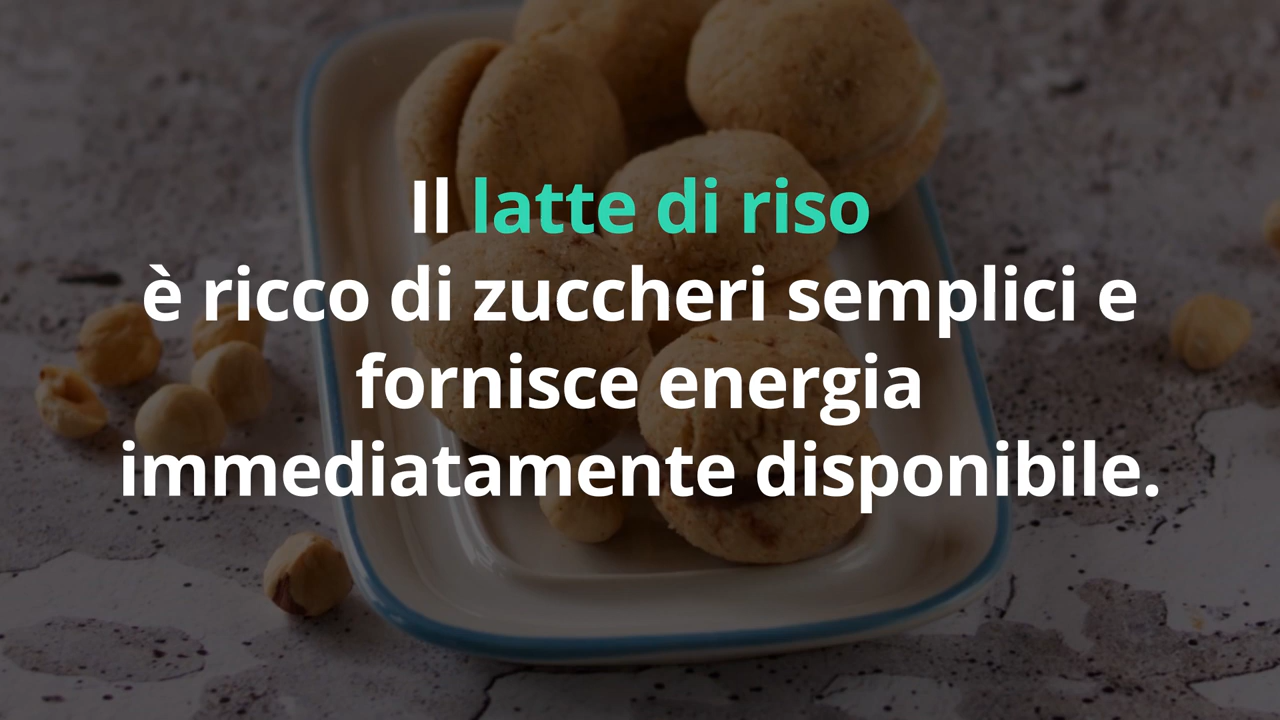 Il latte di riso
è ricco di zuccheri semplici e
fornisce energia
immediatamente disponibile.